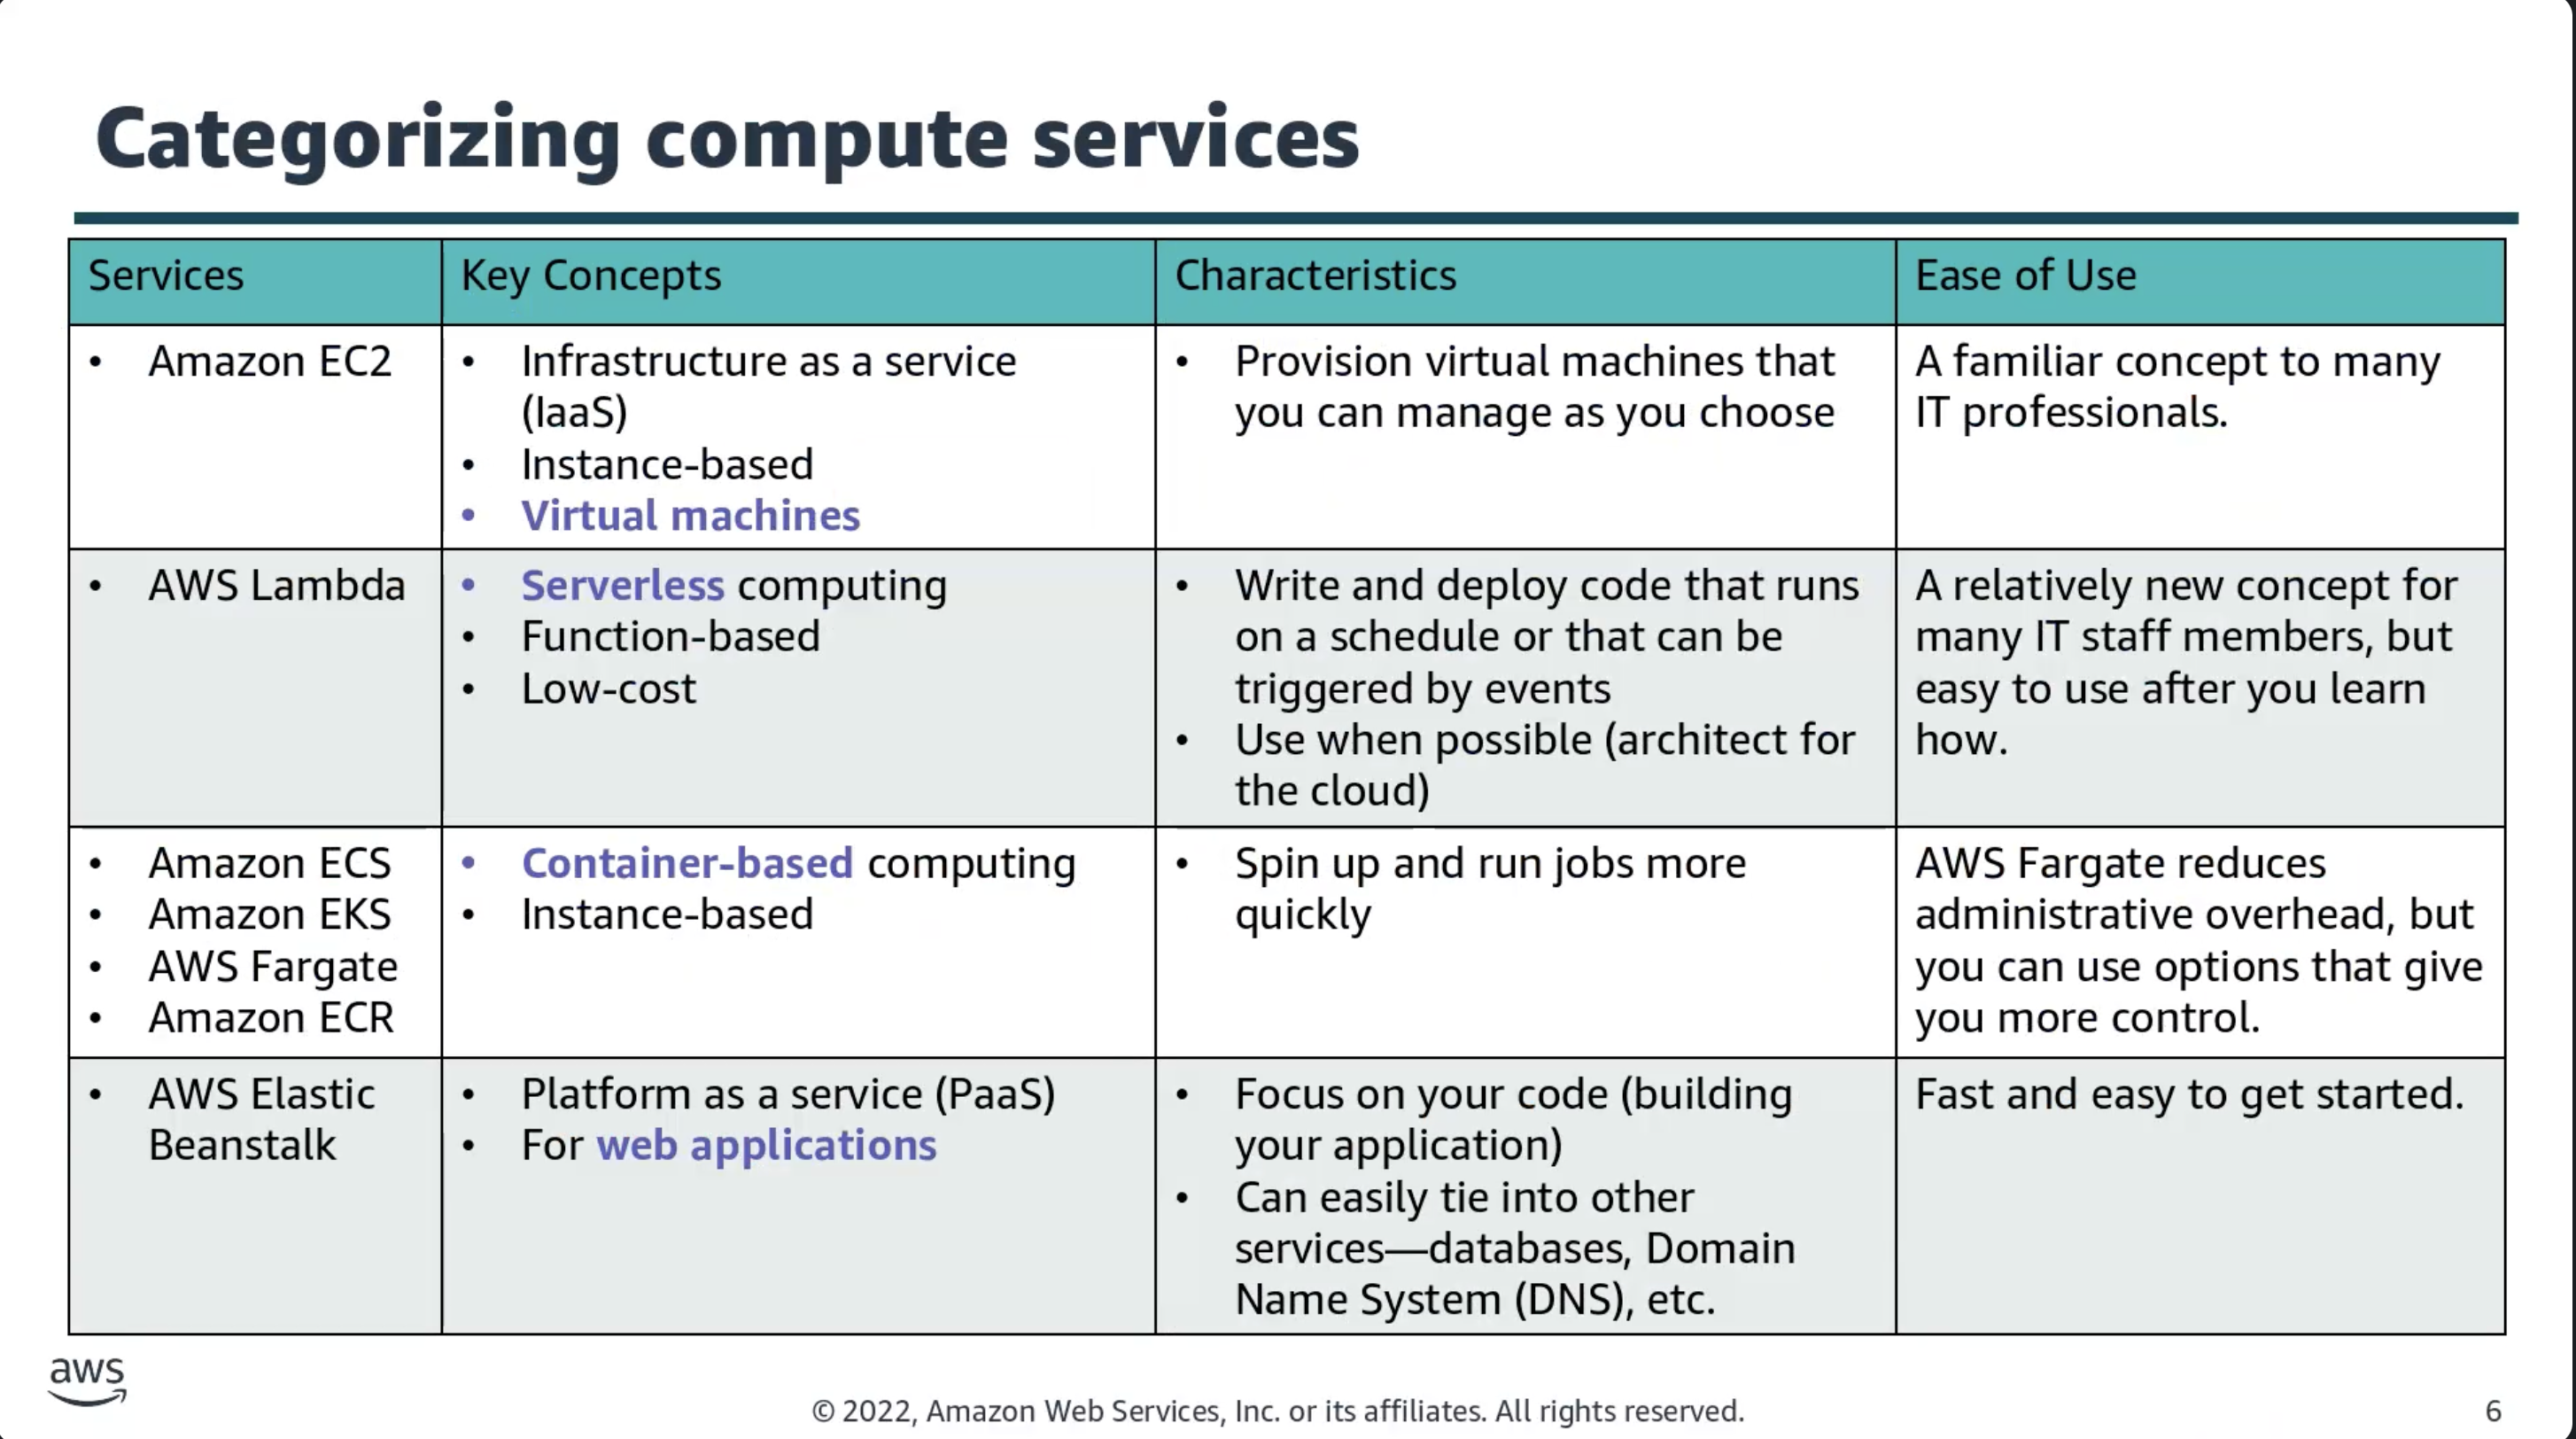 Categorizing compute services
Services
Key Concepts
Characteristics
Ease of Use
• Amazon EC2
• Infrastructure as a service
(IaaS)
• Instance-based
• Virtual machines
• Provision virtual machines that
you can manage as you choose
A familiar concept to many
IT professionals.
• AWS Lambda
• Serverless computing
• Function-based
• Low-cost
• Write and deploy code that runs
on a schedule or that can be
triggered by events
• Use when possible (architect for
the cloud)
A relatively new concept for
many IT staff members, but
easy to use after you learn
how.
• Amazon ECS
• Amazon EKS
• AWS Fargate
• Amazon ECR
• Container-based computing
• Instance-based
• Spin up and run jobs more
quickly
AWS Fargate reduces
administrative overhead, but
you can use options that give
you more control.
• AWS Elastic
Beanstalk
• Platform as a service (PaaS)
• For web applications
• Focus on your code (building
your application)
• Can easily tie into other
services—databases, Domain
Name System (DNS), etc.
Fast and easy to get started.
aws
© 2022, Amazon Web Services, Inc. or its affiliates. All rights reserved.
6